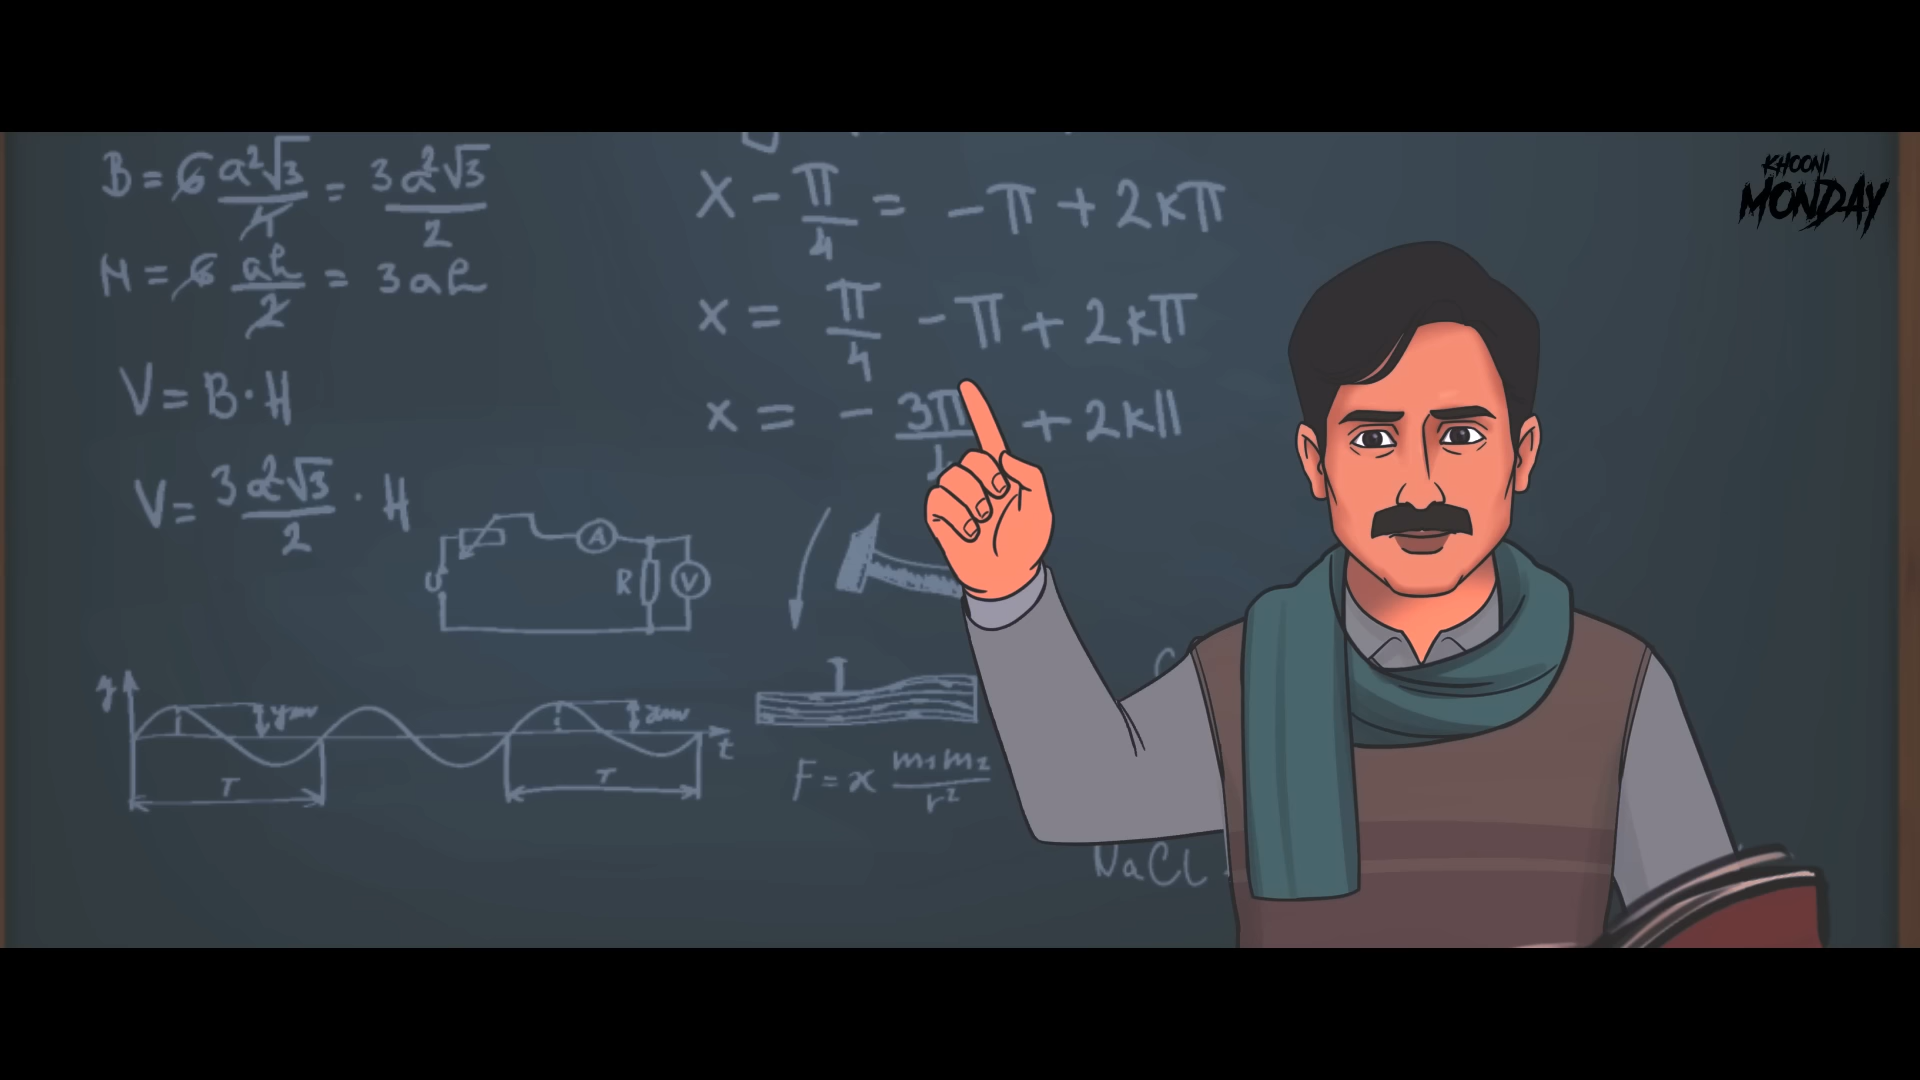 B = 6 a²√3/4 = 3a²√3/2
M = 6 ah/2 = 3ah
V = B · H
V = 3a²√3/2 · H
U
A
R
V
y
ym
T
T
t
x - π/4 = -π + 2kπ
x = π/4 - π + 2kπ
x = - 3π + 2kπ
F = x m₁m₂/r²
NaCl
KHOONI
MONDAY